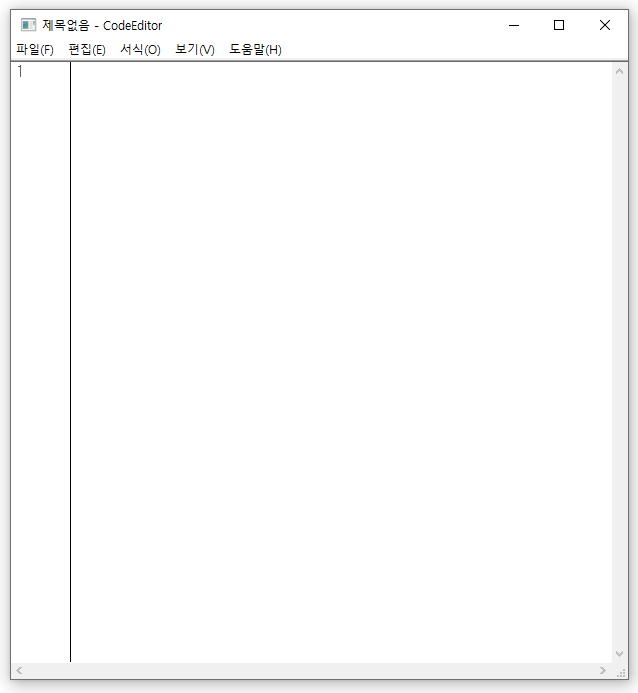 제목없음 - CodeEditor
파일(F) 편집(E) 서식(O) 보기(V) 도움말(H)
1